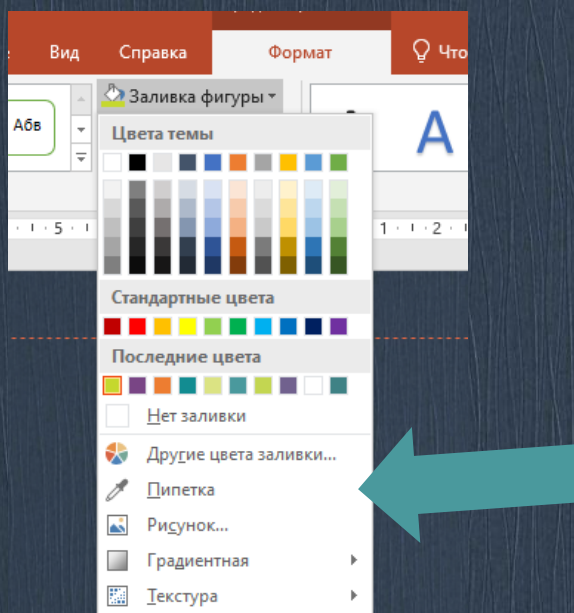 Вид Справка Формат Что
Абв Заливка фигуры А
Цвета темы
5 1 2
Стандартные цвета
Последние цвета
Нет заливки
Другие цвета заливки...
Пипетка
Рисунок...
Градиентная
Текстура